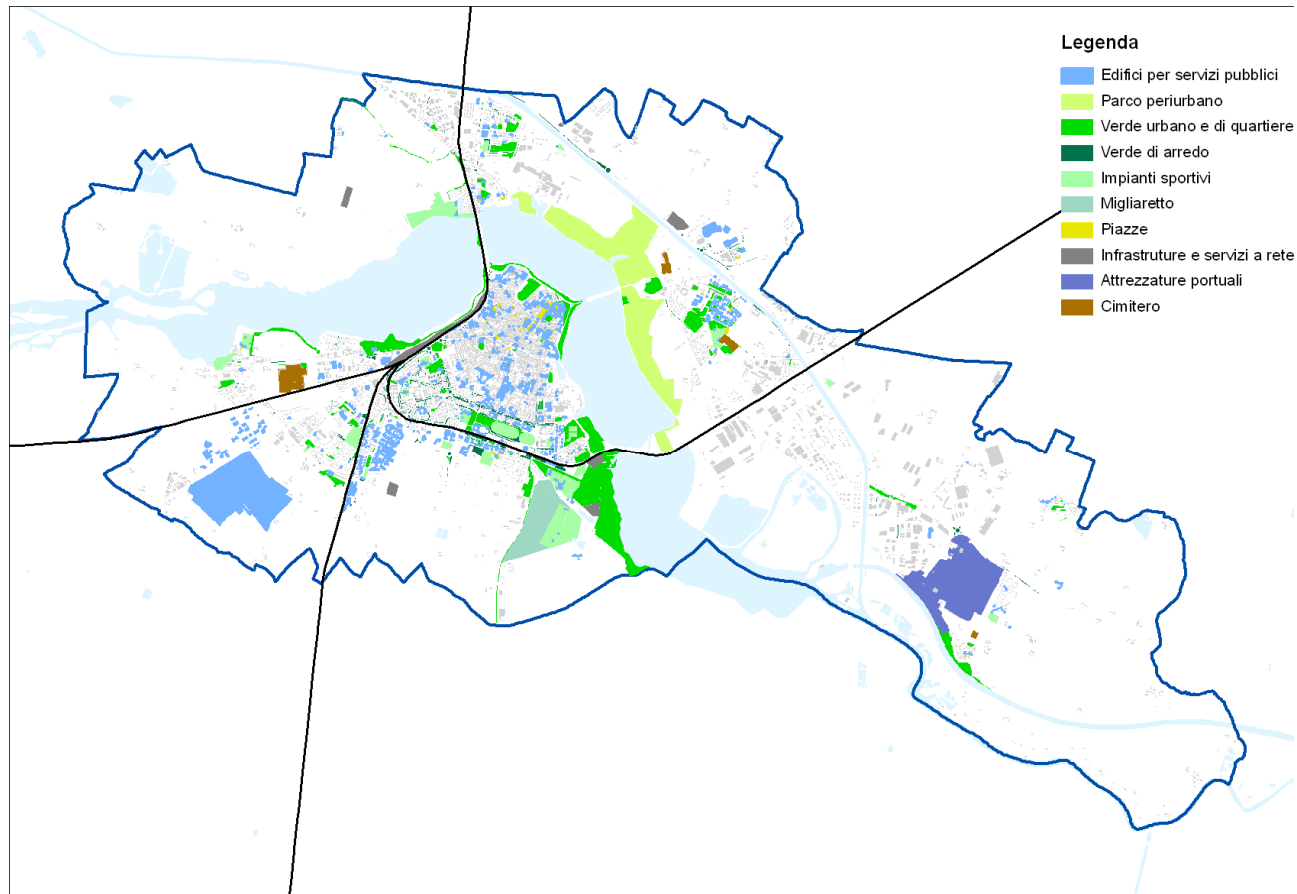 Legenda
Edifici per servizi pubblici
Parco periurbano
Verde urbano e di quartiere
Verde di arredo
Impianti sportivi
Migliaretto
Piazze
Infrastruture e servizi a rete
Attrezzature portuali
Cimitero